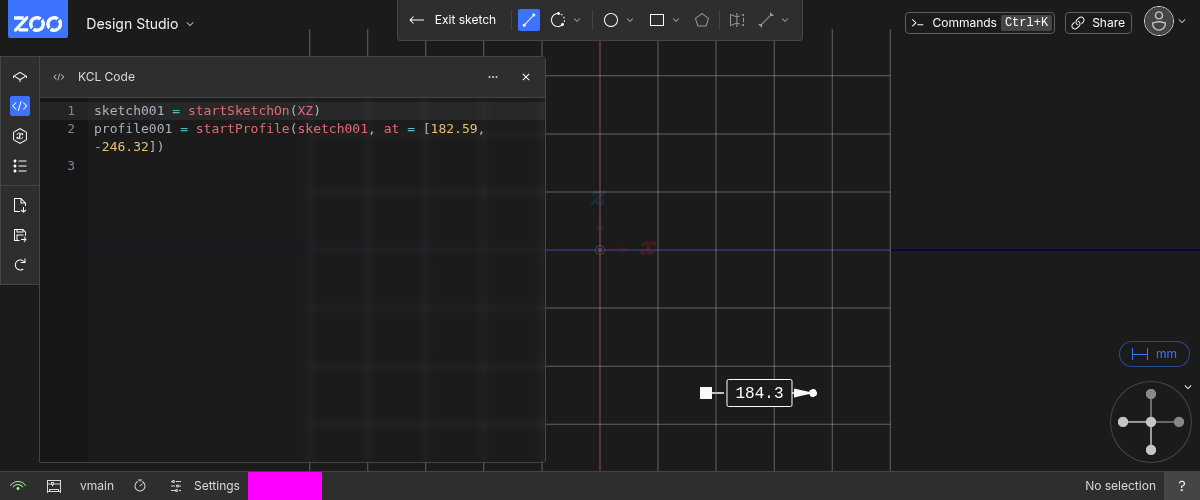 ZOO Design Studio
Exit sketch
Commands Ctrl+K
Share
KCL Code
1 sketch001 = startSketchOn(XZ)
2 profile001 = startProfile(sketch001, at = [182.59,
-246.32])
3
z
x
184.3
mm
vmain
Settings
No selection
?